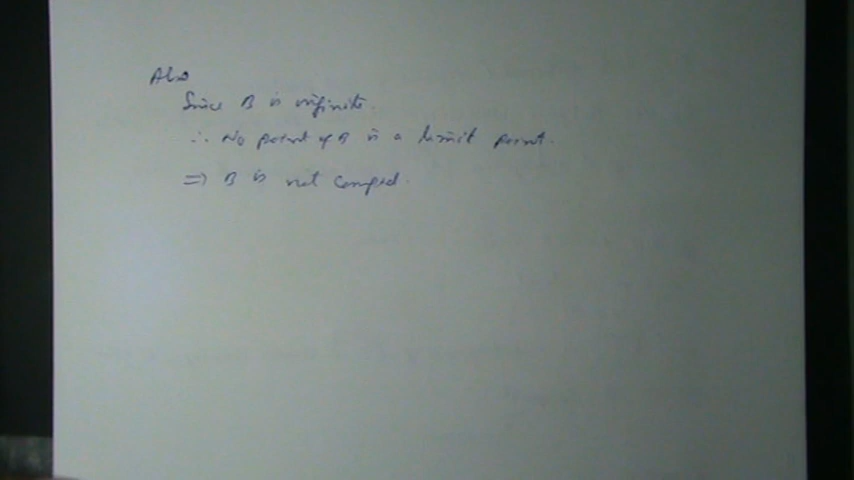 Also
Since B is infinite.
∴ No point of B is a limit point.
⇒ B is not compact.